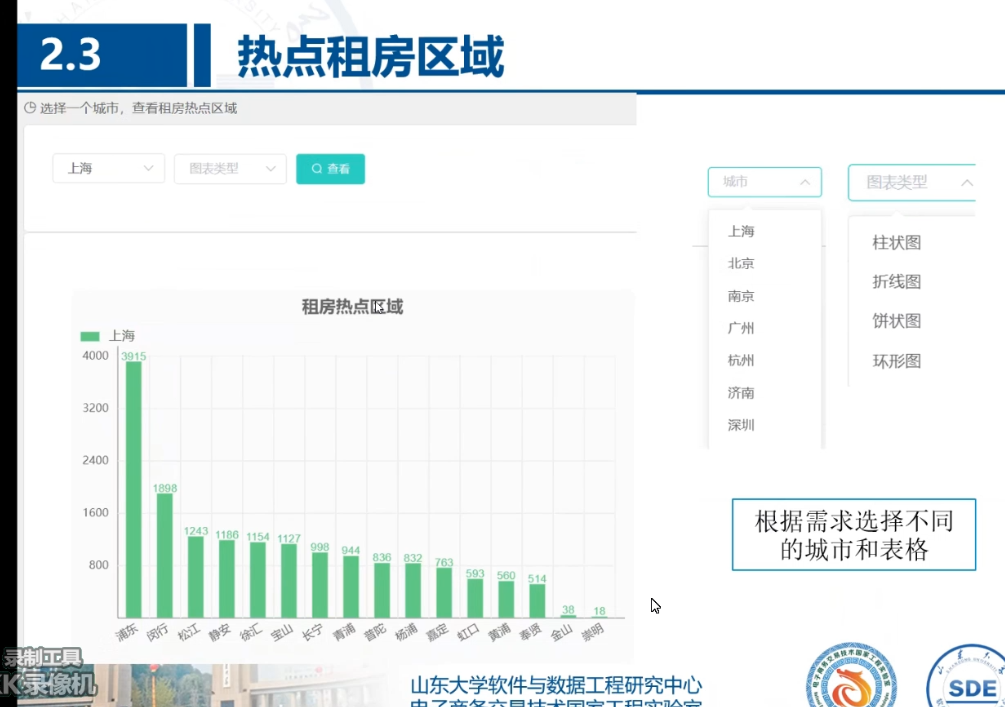 2.3
热点租房区域
选择一个城市，查看租房热点区域
上海
图表类型
查看
城市
图表类型
上海
北京
南京
广州
杭州
济南
深圳
柱状图
折线图
饼状图
环形图
租房热点区域
上海
4000
3200
2400
1600
800
3915
1898
1243
1186
1154
1127
998
944
836
832
763
593
560
514
38
18
浦东
闵行
松江
静安
徐汇
宝山
长宁
青浦
普陀
杨浦
嘉定
虹口
黄浦
奉贤
金山
崇明
根据需求选择不同
的城市和表格
录制工具
KK录像机
山东大学软件与数据工程研究中心
电子商务交易技术国家工程实验室
SDE